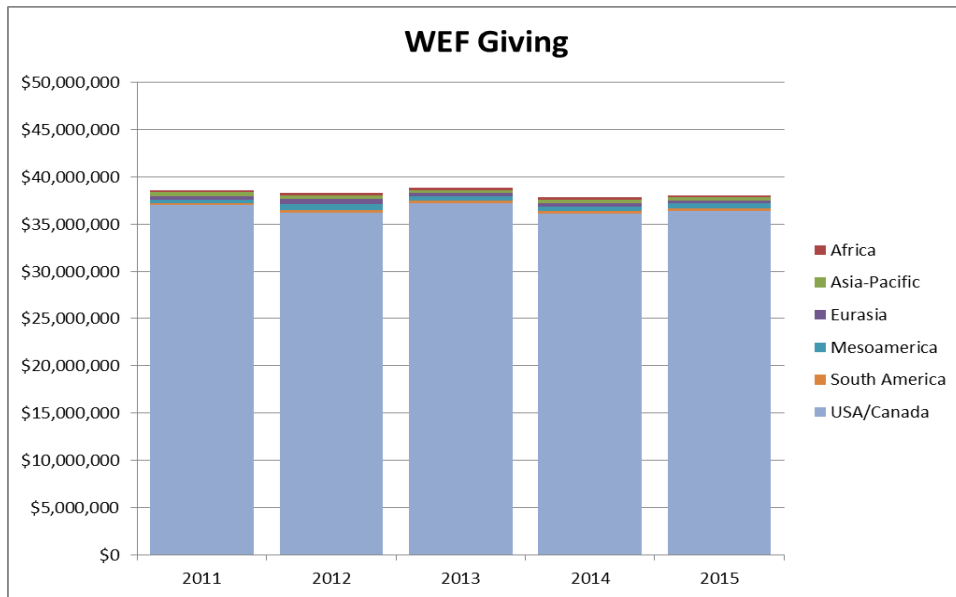 WEF Giving
$50,000,000
$45,000,000
$40,000,000
$35,000,000
$30,000,000
$25,000,000
$20,000,000
$15,000,000
$10,000,000
$5,000,000
$0
2011 2012 2013 2014 2015
Africa
Asia-Pacific
Eurasia
Mesoamerica
South America
USA/Canada